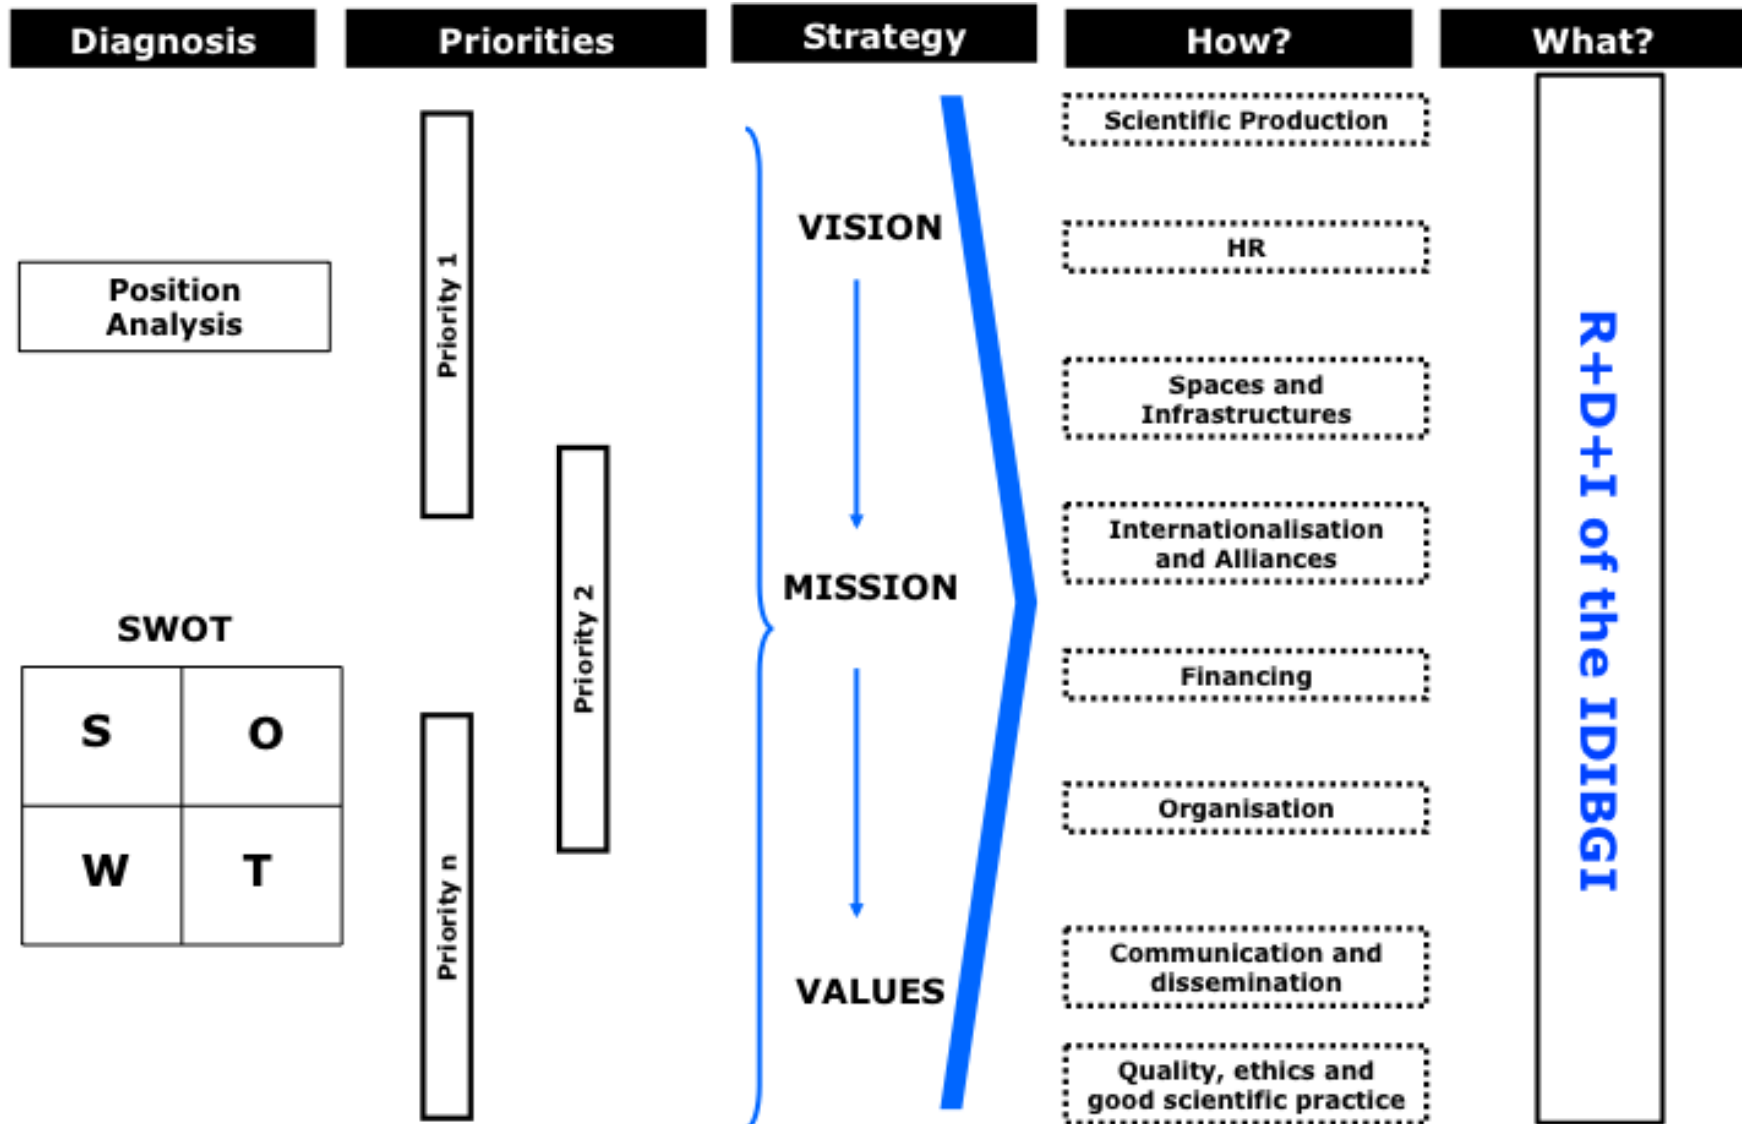 Diagnosis
Priorities
Strategy
How?
What?
Position
Analysis
SWOT
S
O
W
T
Priority 1
Priority 2
Priority n
VISION
MISSION
VALUES
Scientific Production
HR
Spaces and
Infrastructures
Internationalisation
and Alliances
Financing
Organisation
Communication and
dissemination
Quality, ethics and
good scientific practice
R+D+I of the IDIBGI